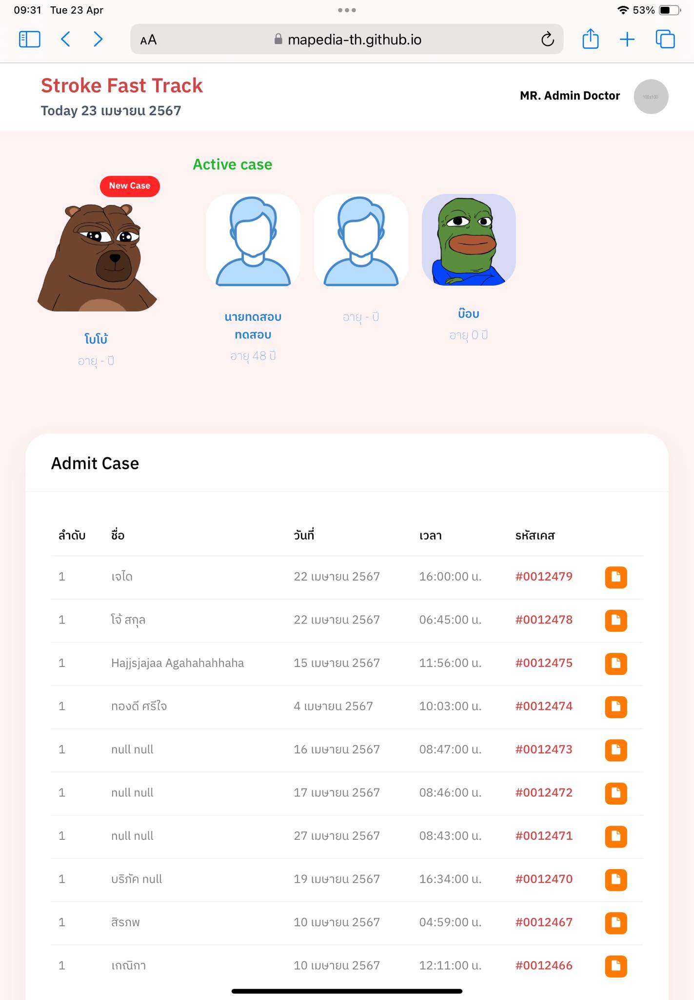 09:31 Tue 23 Apr
53%
AA
mapedia-th.github.io
Stroke Fast Track
Today 23 เมษายน 2567
MR. Admin Doctor
100x100
Active case
New Case
โบโบ้
อายุ - ปี
นายทดสอบ
ทดสอบ
อายุ 48 ปี
อายุ - ปี
บ๊อบ
อายุ 0 ปี
Admit Case
ลำดับ ชื่อ วันที่ เวลา รหัสเคส
1 เจได 22 เมษายน 2567 16:00:00 น. #0012479
1 โจ้ สกุล 22 เมษายน 2567 06:45:00 น. #0012478
1 Hajjsjajaa Agahahahhaha 15 เมษายน 2567 11:56:00 น. #0012475
1 ทองดี ศรีใจ 4 เมษายน 2567 10:03:00 น. #0012474
1 null null 16 เมษายน 2567 08:47:00 น. #0012473
1 null null 17 เมษายน 2567 08:46:00 น. #0012472
1 null null 27 เมษายน 2567 08:43:00 น. #0012471
1 บริภัค null 19 เมษายน 2567 16:34:00 น. #0012470
1 สิรภพ 10 เมษายน 2567 04:59:00 น. #0012467
1 เกณิกา 10 เมษายน 2567 12:11:00 น. #0012466